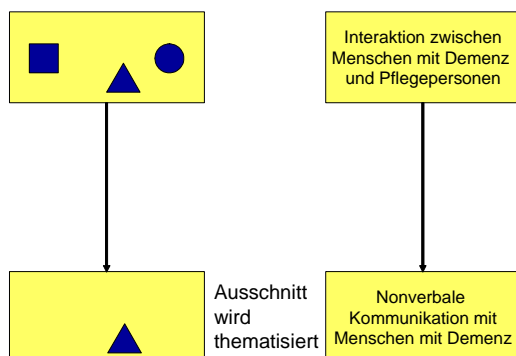 Interaktion zwischen
Menschen mit Demenz
und Pflegepersonen
Ausschnitt
wird
thematisiert
Nonverbale
Kommunikation mit
Menschen mit Demenz